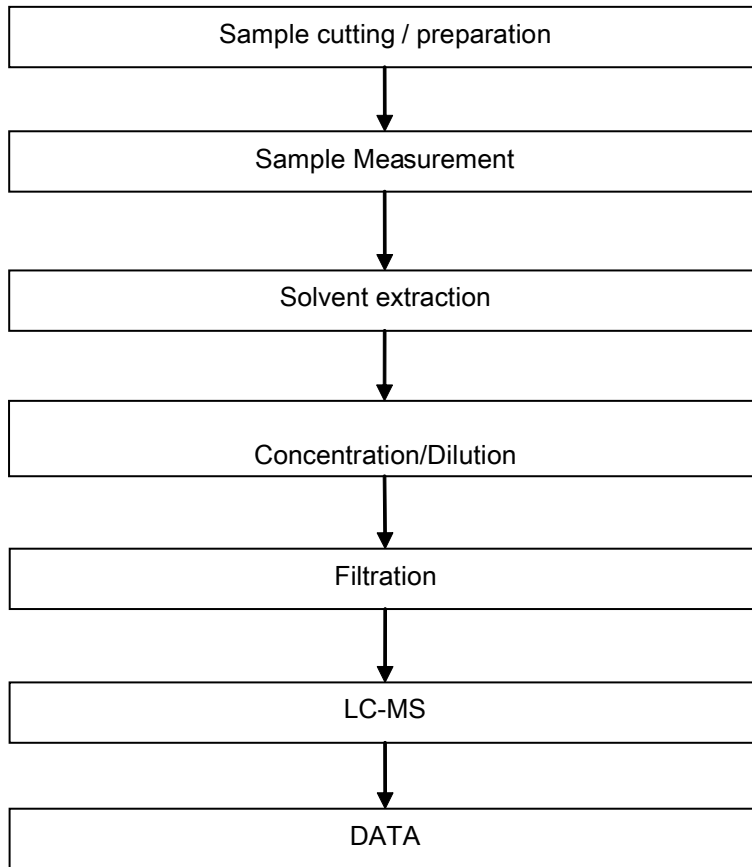 Sample cutting / preparation
Sample Measurement
Solvent extraction
Concentration/Dilution
Filtration
LC-MS
DATA